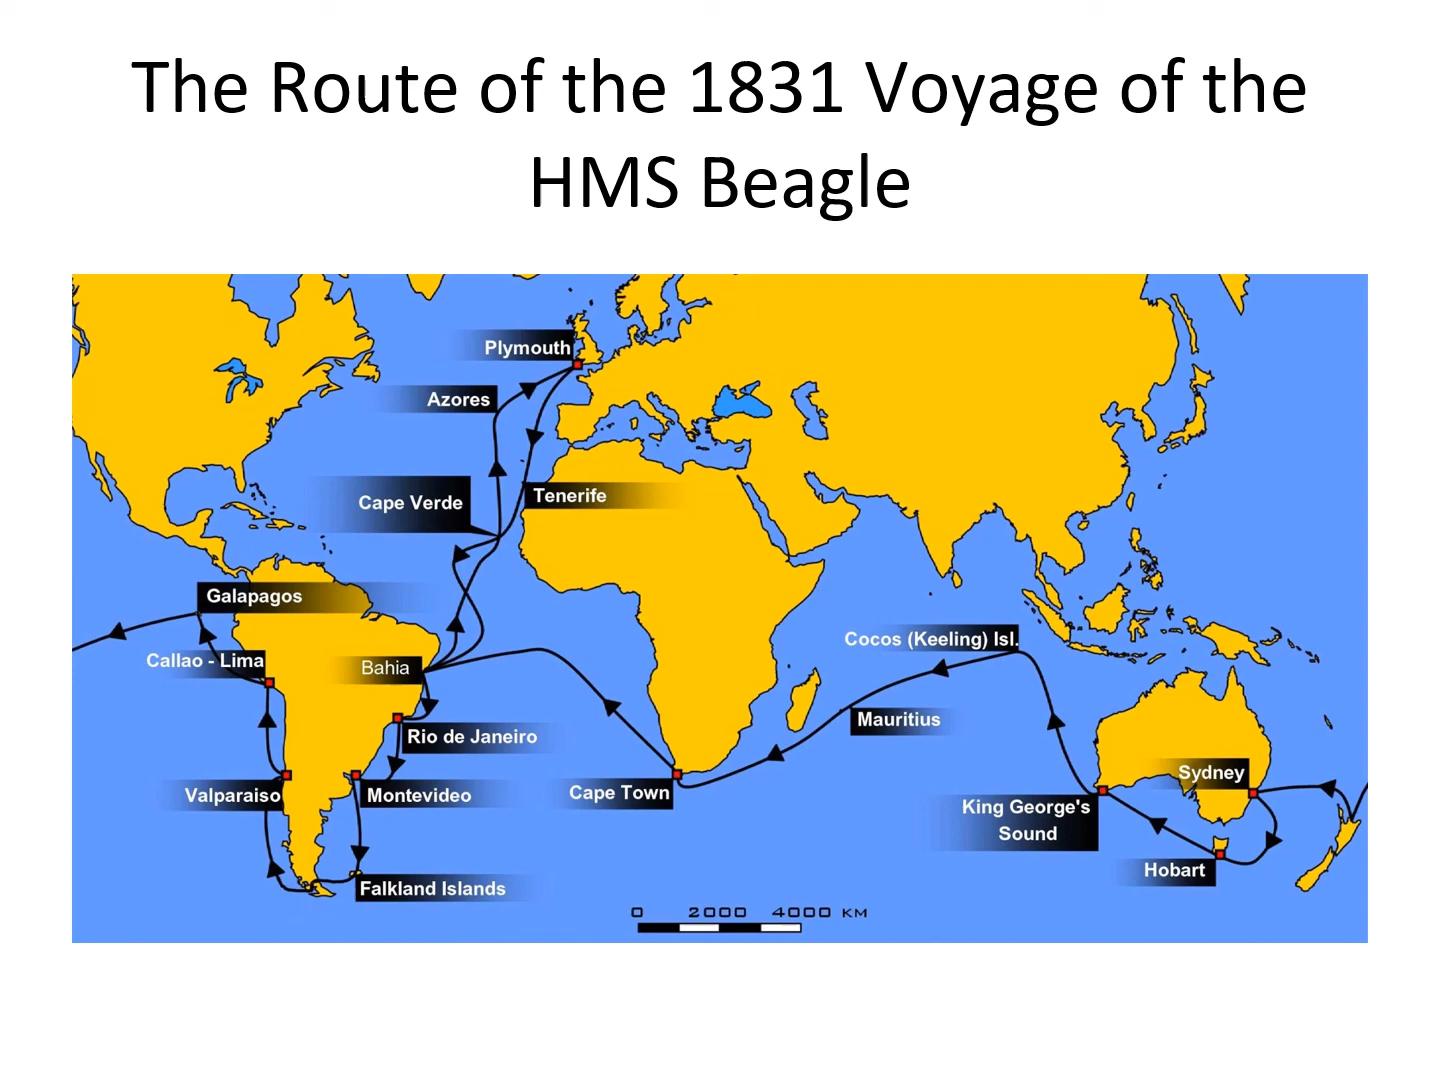 The Route of the 1831 Voyage of the
HMS Beagle
Plymouth
Azores
Cape Verde
Tenerife
Galapagos
Callao - Lima
Bahia
Cocos (Keeling) Isl.
Mauritius
Rio de Janeiro
Valparaiso
Montevideo
Cape Town
Sydney
King George's
Sound
Hobart
Falkland Islands
0 2000 4000 KM